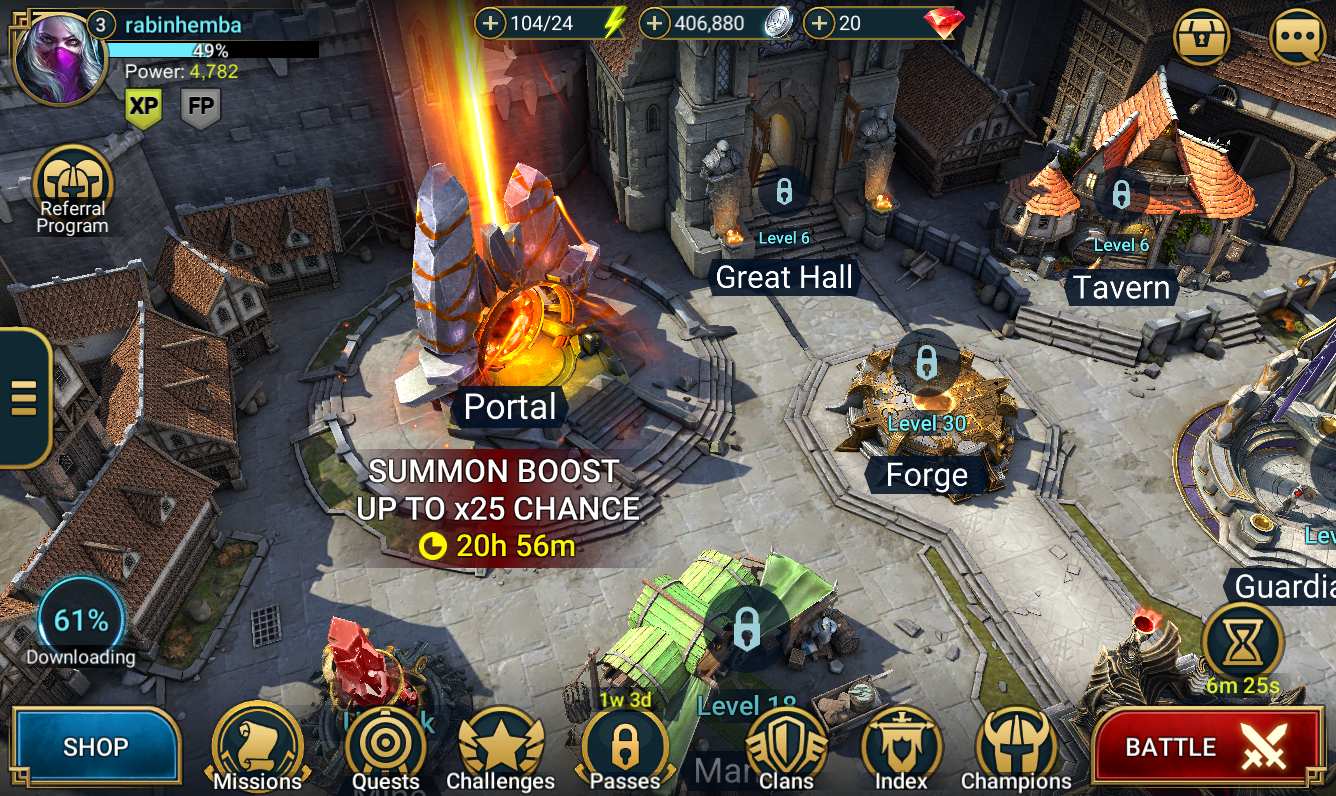 3 rabinhemba
49%
Power: 4,782
XP FP
104/24
406,880
20
Referral
Program
Level 6
Great Hall
Level 6
Tavern
Portal
Level 30
Forge
SUMMON BOOST
UP TO x25 CHANCE
20h 56m
61%
Downloading
6m 25s
1w 3d
Level 18
SHOP
Missions
Quests
Challenges
Passes
Clans
Index
Champions
BATTLE